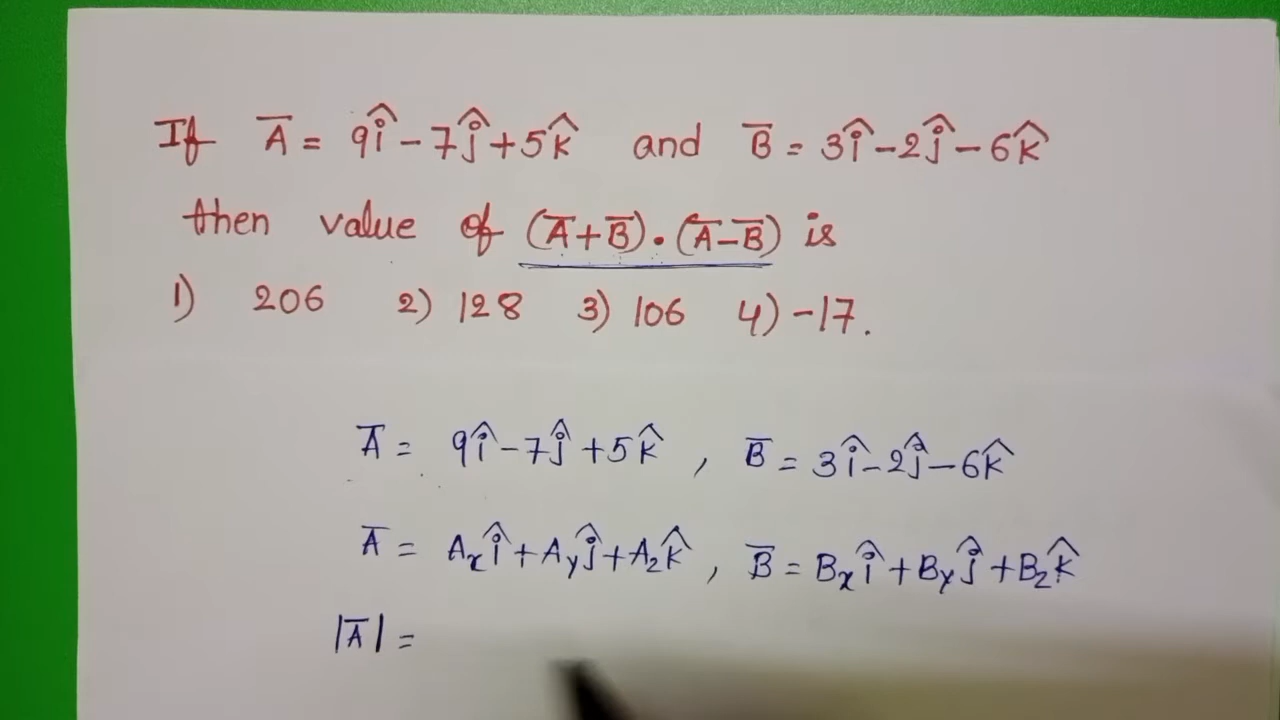 If A̅ = 9î - 7ĵ + 5k̂ and B̅ = 3î - 2ĵ - 6k̂
then value of (A̅+B̅)·(A̅-B̅) is
1) 206 2) 128 3) 106 4) -17.
A̅ = 9î - 7ĵ + 5k̂ , B̅ = 3î - 2ĵ - 6k̂
A̅ = Axî + Ayĵ + Azk̂ , B̅ = Bxî + Byĵ + Bzk̂
|A̅| =